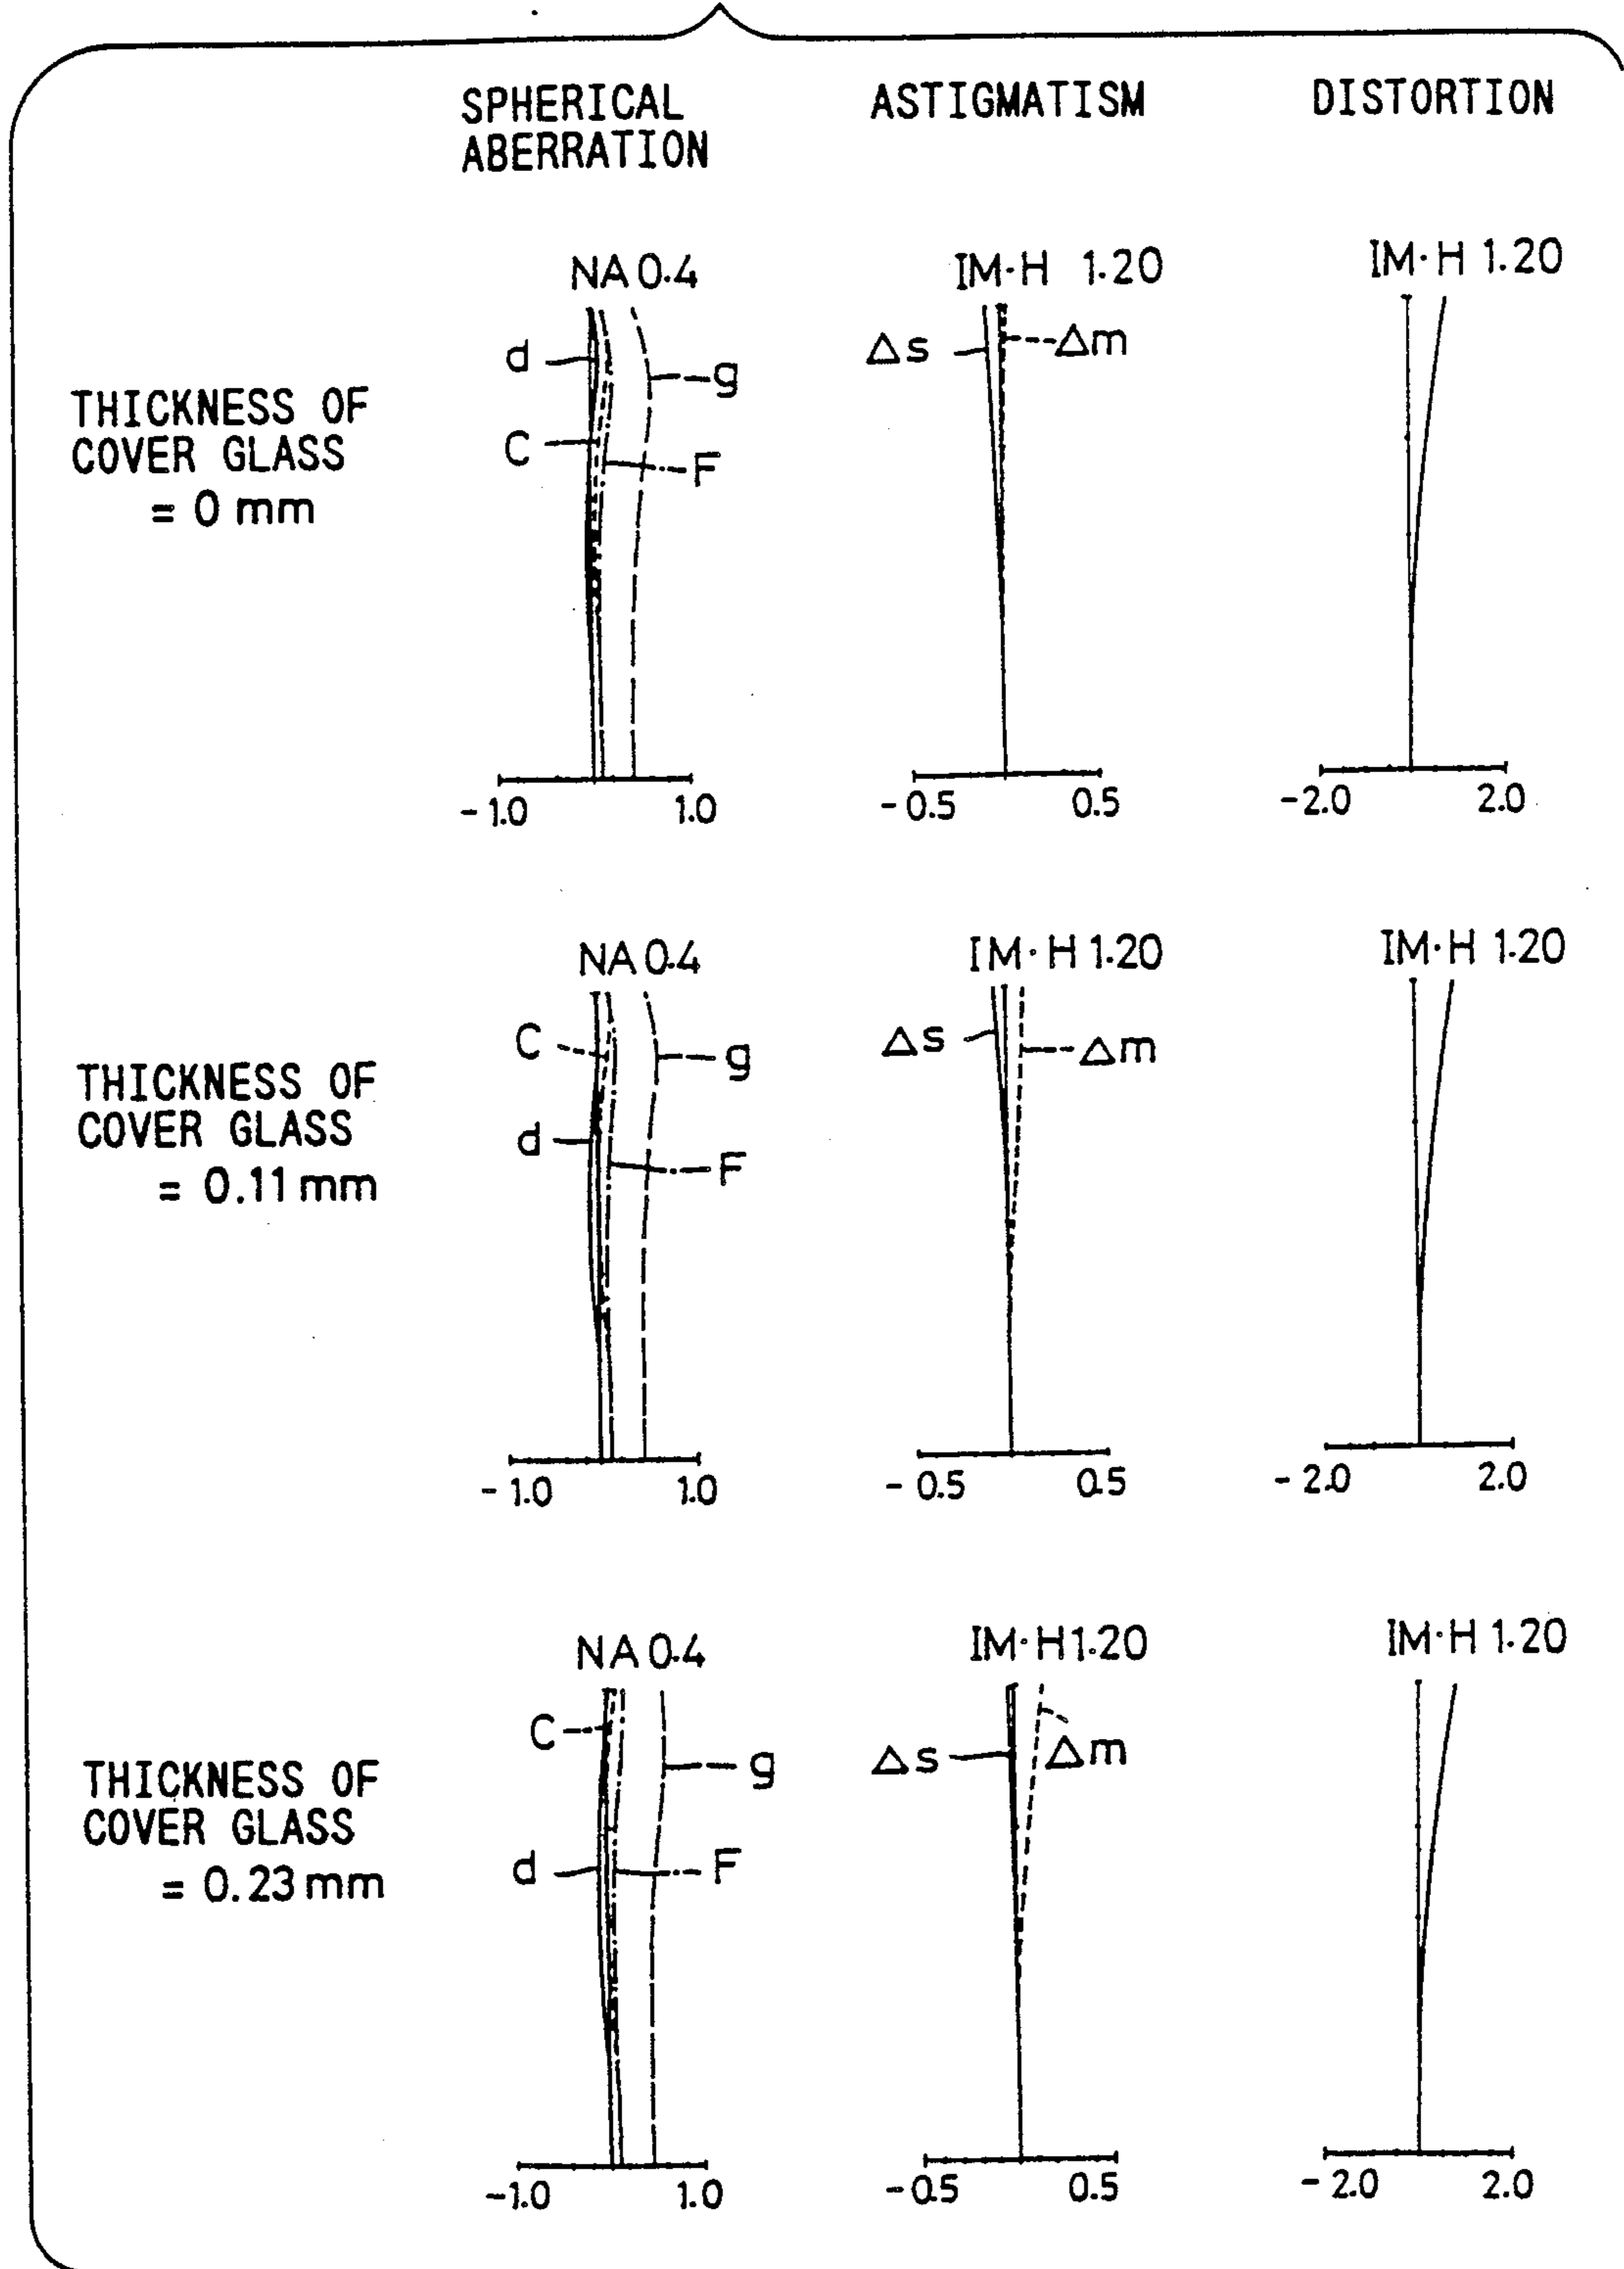 SPHERICAL
ABERRATION
ASTIGMATISM
DISTORTION
THICKNESS OF
COVER GLASS
= 0 mm
NA 0.4
d
C
g
F
-1.0 1.0
IM·H 1.20
Δs
Δm
-0.5 0.5
IM·H 1.20
-2.0 2.0
THICKNESS OF
COVER GLASS
= 0.11 mm
NA 0.4
C
d
g
F
-1.0 1.0
IM·H 1.20
Δs
Δm
-0.5 0.5
IM·H 1.20
-2.0 2.0
THICKNESS OF
COVER GLASS
= 0.23 mm
NA 0.4
C
d
g
F
-1.0 1.0
IM·H 1.20
Δs
Δm
-0.5 0.5
IM·H 1.20
-2.0 2.0